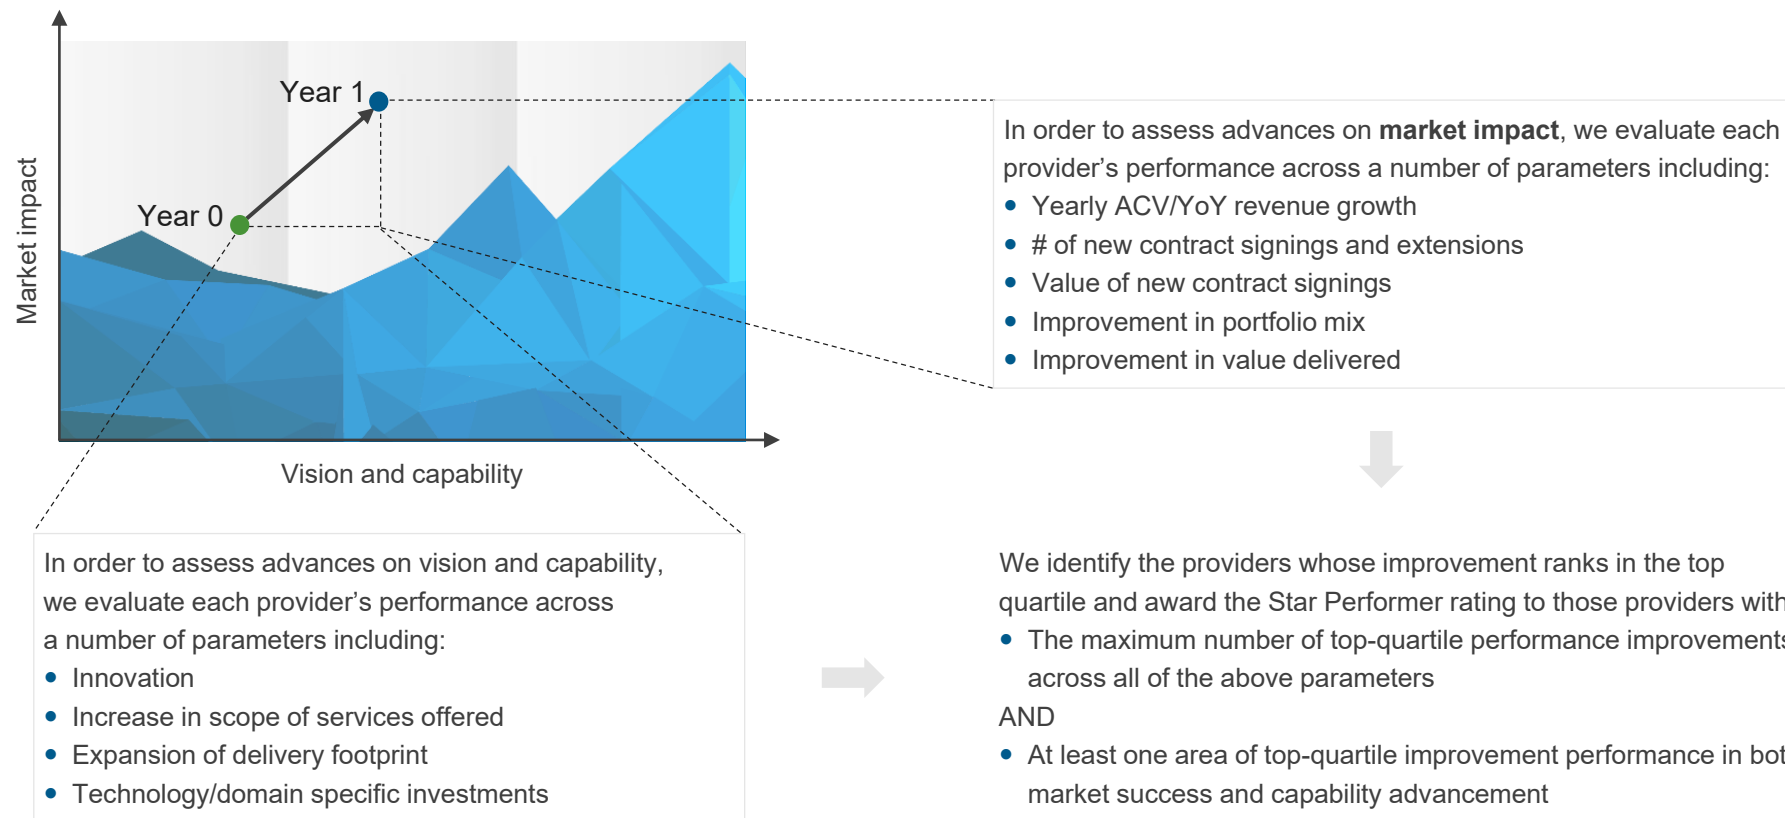 Year 1
Year 0
Market impact
Vision and capability
In order to assess advances on market impact, we evaluate each
provider’s performance across a number of parameters including:
• Yearly ACV/YoY revenue growth
• # of new contract signings and extensions
• Value of new contract signings
• Improvement in portfolio mix
• Improvement in value delivered
In order to assess advances on vision and capability,
we evaluate each provider’s performance across
a number of parameters including:
• Innovation
• Increase in scope of services offered
• Expansion of delivery footprint
• Technology/domain specific investments
We identify the providers whose improvement ranks in the top
quartile and award the Star Performer rating to those providers with
• The maximum number of top-quartile performance improvements
across all of the above parameters
AND
• At least one area of top-quartile improvement performance in bot
market success and capability advancement